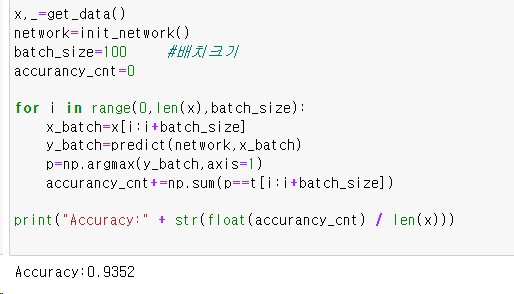 x,_=get_data()
network=init_network()
batch_size=100     #배치크기
accurancy_cnt=0

for i in range(0,len(x),batch_size):
    x_batch=x[i:i+batch_size]
    y_batch=predict(network,x_batch)
    p=np.argmax(y_batch,axis=1)
    accurancy_cnt+=np.sum(p==t[i:i+batch_size])

print("Accuracy:" + str(float(accurancy_cnt) / len(x)))

Accuracy:0.9352